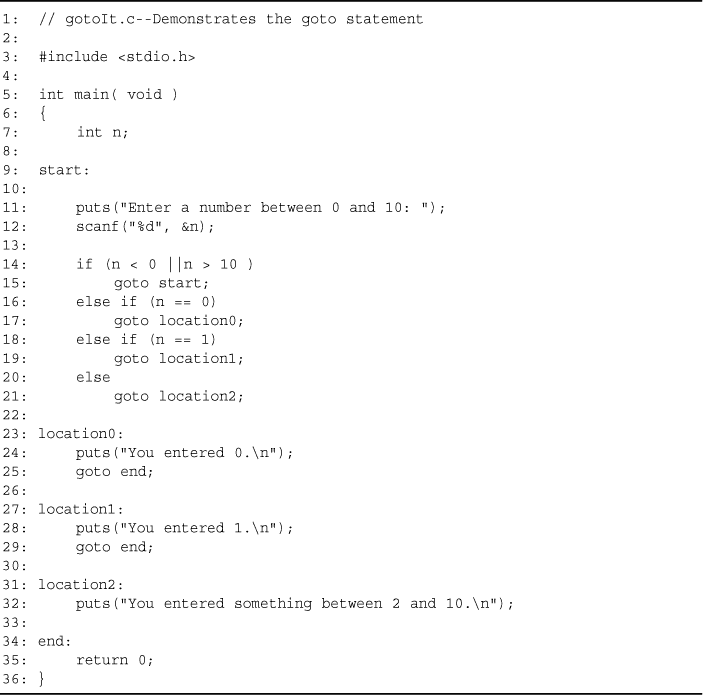 1: // gotoIt.c--Demonstrates the goto statement
2:
3: #include <stdio.h>
4:
5: int main( void )
6: {
7:     int n;
8:
9: start:
10:
11:     puts("Enter a number between 0 and 10: ");
12:     scanf("%d", &n);
13:
14:     if (n < 0 ||n > 10 )
15:         goto start;
16:     else if (n == 0)
17:         goto location0;
18:     else if (n == 1)
19:         goto location1;
20:     else
21:         goto location2;
22:
23: location0:
24:     puts("You entered 0.\n");
25:     goto end;
26:
27: location1:
28:     puts("You entered 1.\n");
29:     goto end;
30:
31: location2:
32:     puts("You entered something between 2 and 10.\n");
33:
34: end:
35:     return 0;
36: }